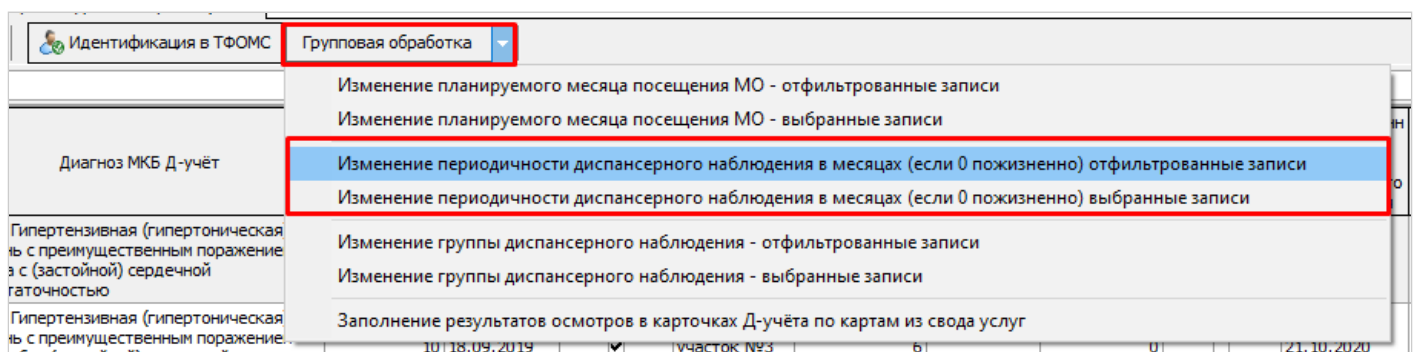 Идентификация в ТФОМС
Групповая обработка
Изменение планируемого месяца посещения МО - отфильтрованные записи
Изменение планируемого месяца посещения МО - выбранные записи
Диагноз МКБ Д-учёт
Изменение периодичности диспансерного наблюдения в месяцах (если 0 пожизненно) отфильтрованные записи
Изменение периодичности диспансерного наблюдения в месяцах (если 0 пожизненно) выбранные записи
Изменение группы диспансерного наблюдения - отфильтрованные записи
Изменение группы диспансерного наблюдения - выбранные записи
Заполнение результатов осмотров в карточках Д-учёта по картам из свода услуг
Гипертензивная (гипертоническая
нь с преимущественным поражение
а с (застойной) сердечной
таточностью
Гипертензивная (гипертоническая
нь с преимущественным поражением
10 18.09.2019 участок №3 6 0 21.10.2020